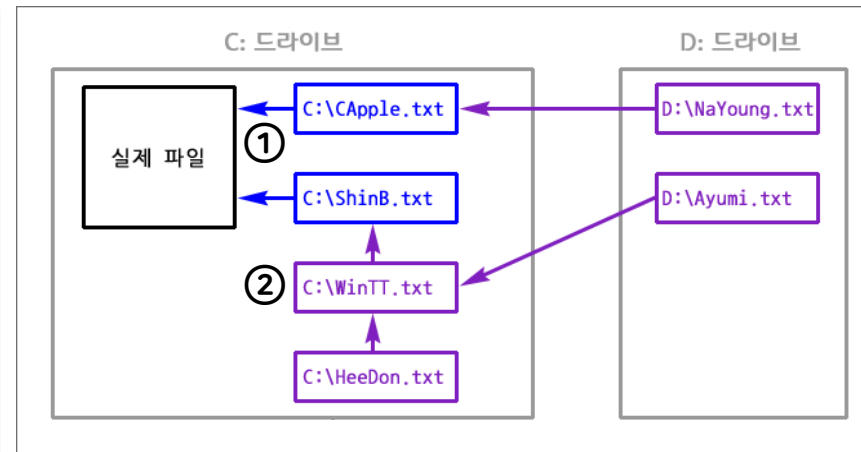 C: 드라이브
D: 드라이브
실제 파일
C:\CApple.txt
D:\NaYoung.txt
①
C:\ShinB.txt
D:\Ayumi.txt
②
C:\WinTT.txt
C:\HeeDon.txt